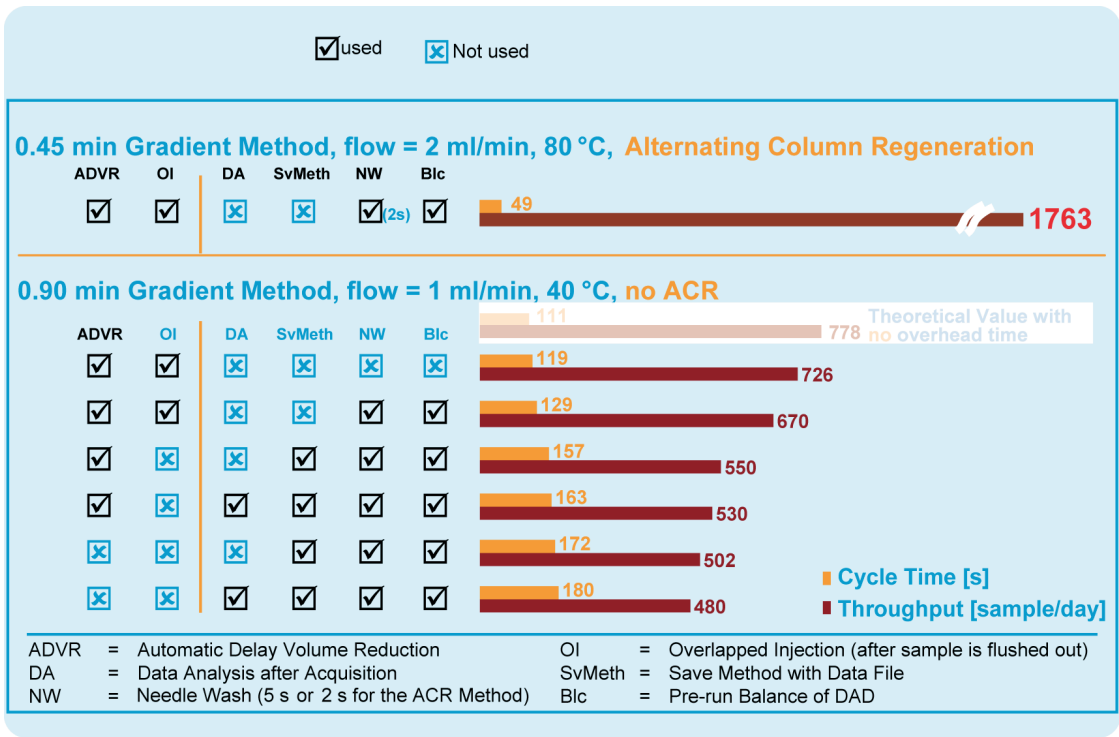 used Not used
0.45 min Gradient Method, flow = 2 ml/min, 80 °C, Alternating Column Regeneration
ADVR OI DA SvMeth NW Blc
(2s)
49
1763
0.90 min Gradient Method, flow = 1 ml/min, 40 °C, no ACR
111 Theoretical Value with
778 no overhead time
ADVR OI DA SvMeth NW Blc
119
726
129
670
157
550
163
530
172
502
180
480
Cycle Time [s]
Throughput [sample/day]
ADVR = Automatic Delay Volume Reduction OI = Overlapped Injection (after sample is flushed out)
DA = Data Analysis after Acquisition SvMeth = Save Method with Data File
NW = Needle Wash (5 s or 2 s for the ACR Method) Blc = Pre-run Balance of DAD